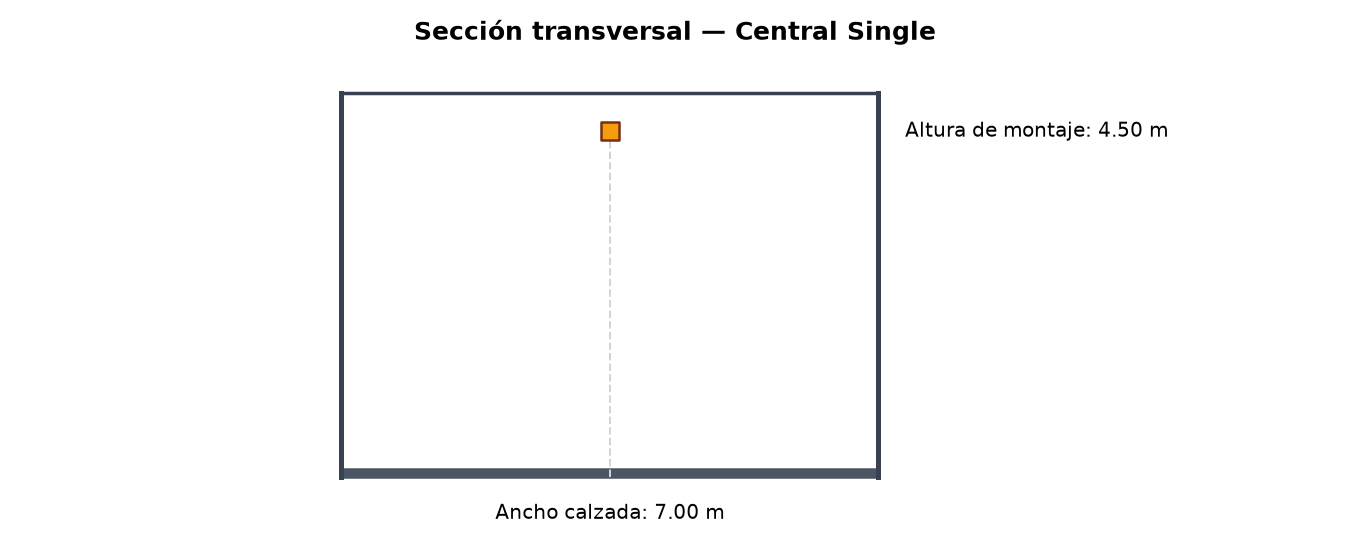 Sección transversal — Central Single
Altura de montaje: 4.50 m
Ancho calzada: 7.00 m